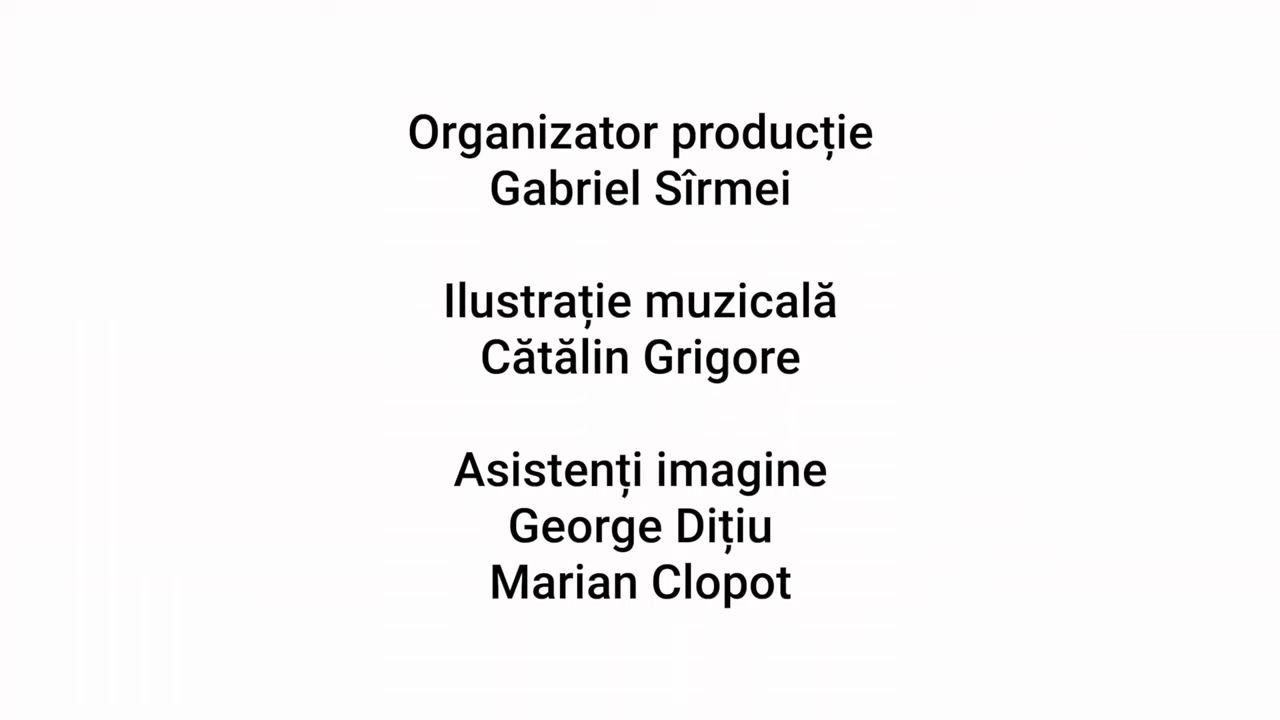 Organizator producție
Gabriel Sîrmei
Ilustrație muzicală
Cătălin Grigore
Asistenți imagine
George Dițiu
Marian Clopot